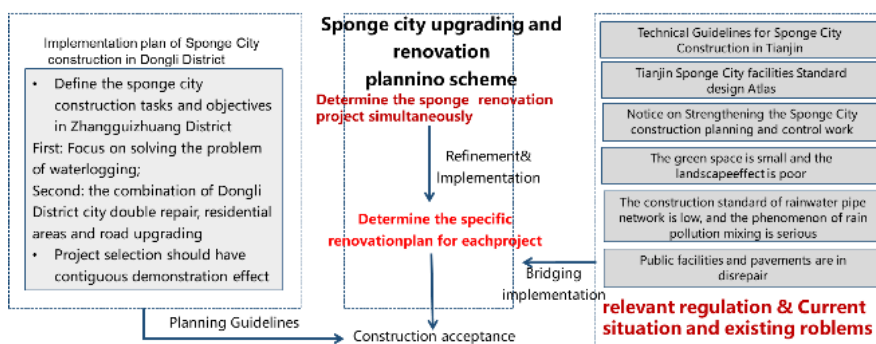 Implementation plan of Sponge City
construction in Dongli District
• Define the sponge city
construction tasks and objectives
in Zhangguizhuang District
First: Focus on solving the problem
of waterlogging;
Second: the combination of Dongli
District city double repair, residential
areas and road upgrading
• Project selection should have
contiguous demonstration effect
Planning Guidelines
Sponge city upgrading and
renovation
plannino scheme
Determine the sponge renovation
project simultaneously
Refinement&
Implementation
Determine the specific
renovationplan for eachproject
Bridging
implementation
Construction acceptance
Technical Guidelines for Sponge City
Construction in Tianjin
Tianjin Sponge City facilities Standard
design Atlas
Notice on Strengthening the Sponge City
construction planning and control work
The green space is small and the
landscapeeffect is poor
The construction standard of rainwater pipe
network is low, and the phenomenon of rain
pollution mixing is serious
Public facilities and pavements are in
disrepair
relevant regulation & Current
situation and existing roblems